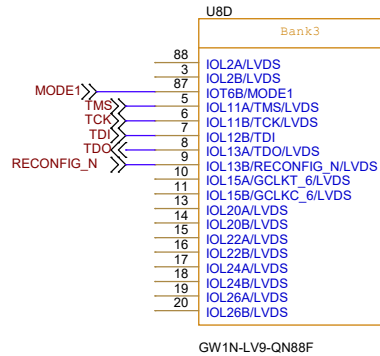 U8D
Bank3
88 IOL2A/LVDS
3 IOL2B/LVDS
MODE1 87 IOT6B/MODE1
TMS 5 IOL11A/TMS/LVDS
TCK 6 IOL11B/TCK/LVDS
TDI 7 IOL12B/TDI
TDO 8 IOL13A/TDO/LVDS
RECONFIG_N 9 IOL13B/RECONFIG_N/LVDS
10 IOL15A/GCLKT_6/LVDS
11 IOL15B/GCLKC_6/LVDS
13 IOL20A/LVDS
14 IOL20B/LVDS
15 IOL22A/LVDS
16 IOL22B/LVDS
17 IOL24A/LVDS
18 IOL24B/LVDS
19 IOL26A/LVDS
20 IOL26B/LVDS
GW1N-LV9-QN88F